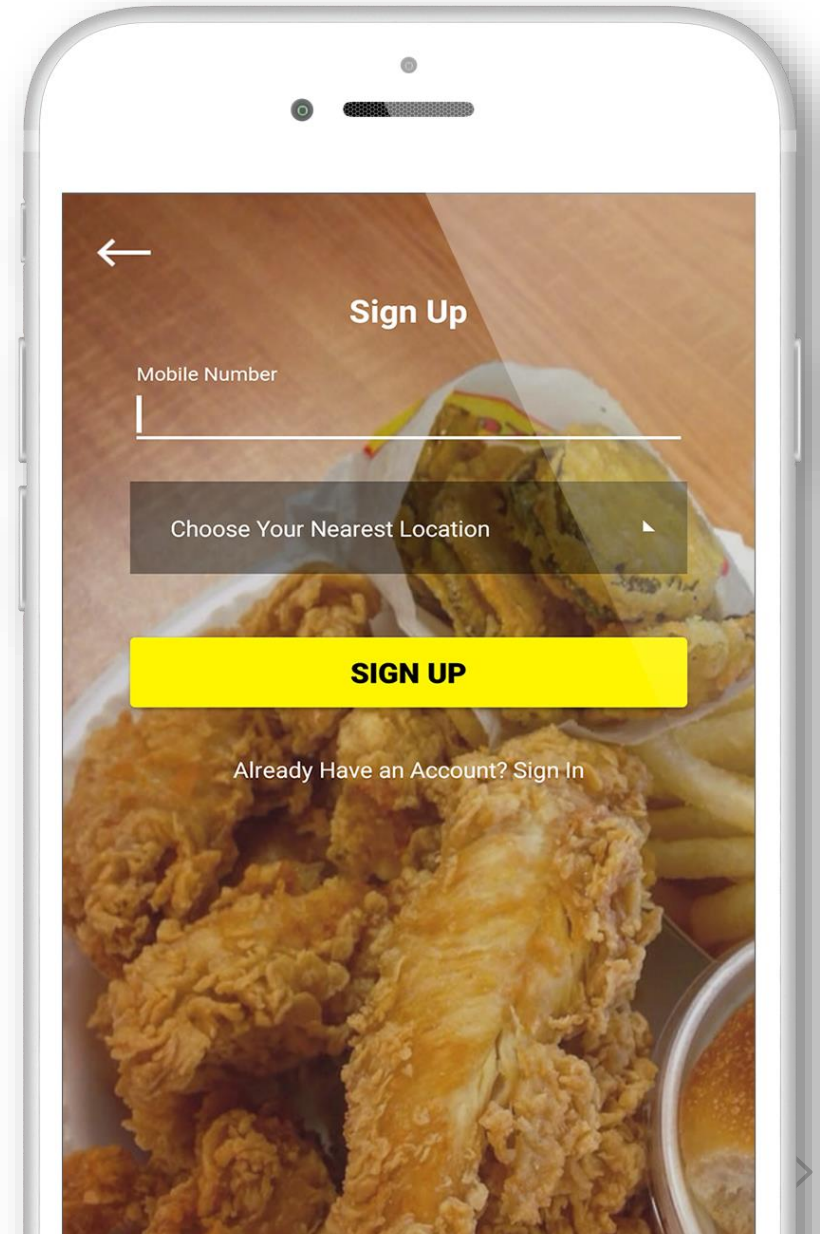 Sign Up
Mobile Number
Choose Your Nearest Location
SIGN UP
Already Have an Account? Sign In